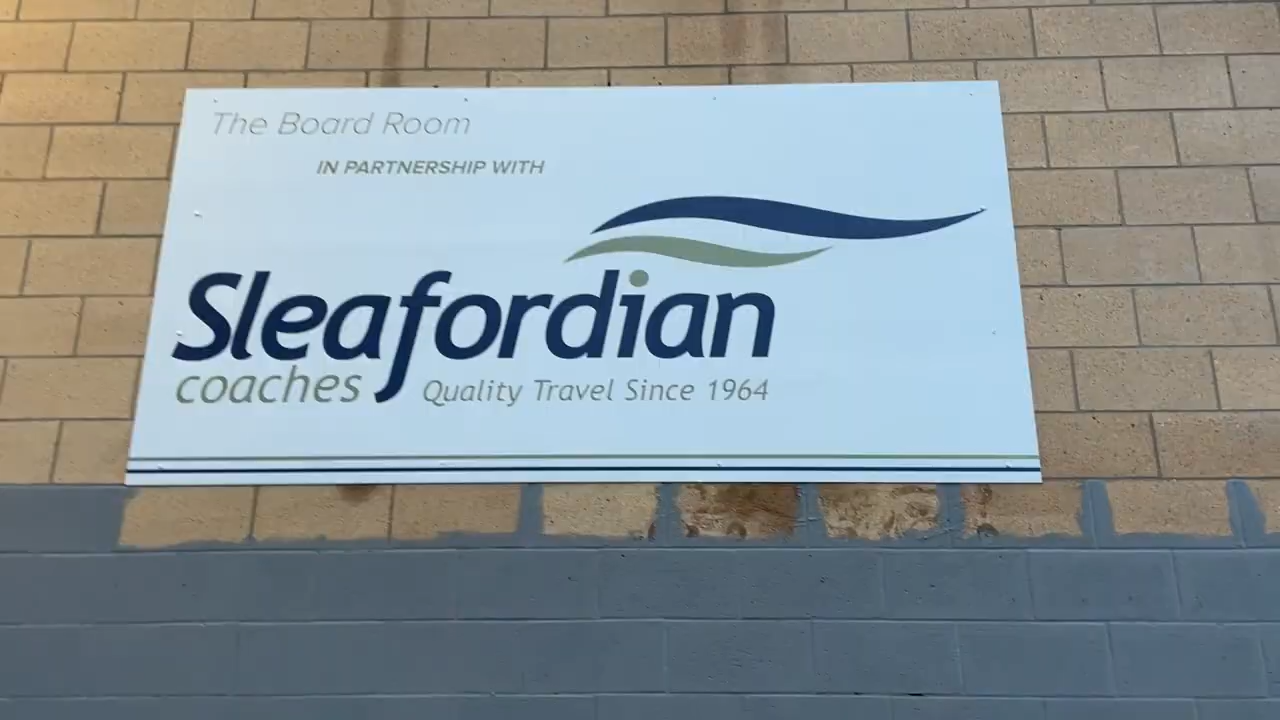 The Board Room
IN PARTNERSHIP WITH
Sleafordian
coaches Quality Travel Since 1964